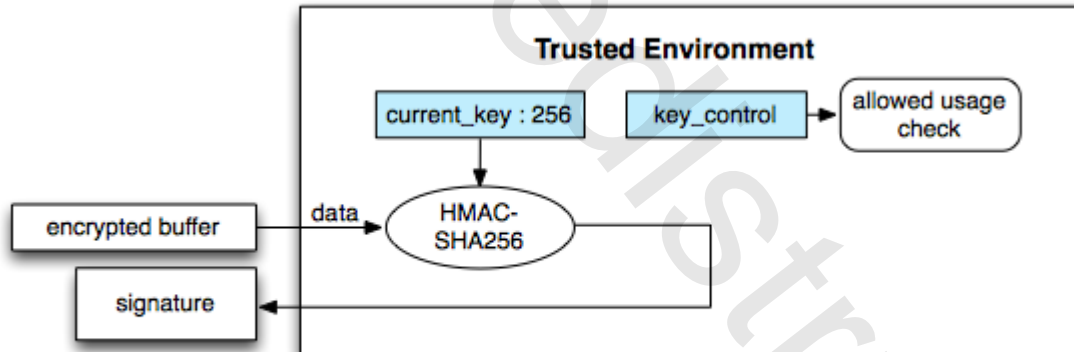 Trusted Environment
current_key : 256
key_control
allowed usage
check
encrypted buffer
data
HMAC-
SHA256
signature